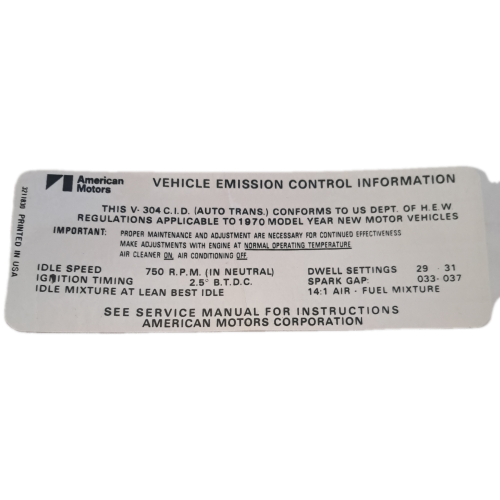 American Motors
VEHICLE EMISSION CONTROL INFORMATION
THIS V- 304 C.I.D. (AUTO TRANS.) CONFORMS TO US DEPT. OF H.E.W
REGULATIONS APPLICABLE TO 1970 MODEL YEAR NEW MOTOR VEHICLES
IMPORTANT: PROPER MAINTENANCE AND ADJUSTMENT ARE NECESSARY FOR CONTINUED EFFECTIVENESS
MAKE ADJUSTMENTS WITH ENGINE AT NORMAL OPERATING TEMPERATURE
AIR CLEANER ON, AIR CONDITIONING OFF
IDLE SPEED 750 R.P.M. (IN NEUTRAL) DWELL SETTINGS 29 - 31
IGNITION TIMING 2.5° B.T.D.C. SPARK GAP: 033-037
IDLE MIXTURE AT LEAN BEST IDLE 14:1 AIR - FUEL MIXTURE
SEE SERVICE MANUAL FOR INSTRUCTIONS
AMERICAN MOTORS CORPORATION
3211830 PRINTED IN USA